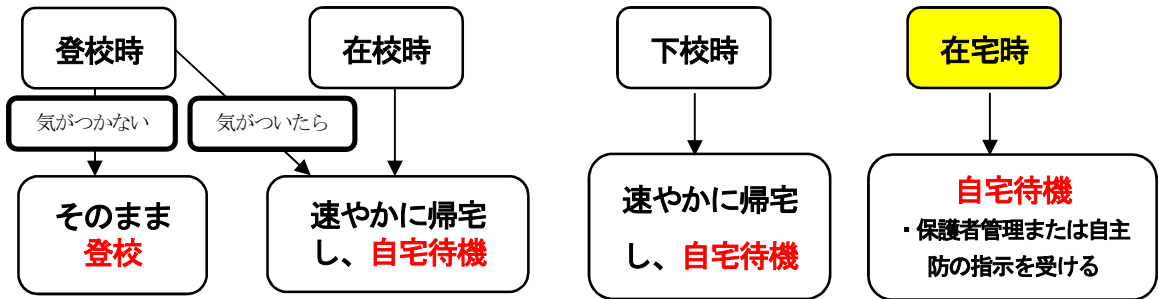 登校時
在校時
下校時
在宅時
気がつかない
気がついたら
そのまま
登校
速やかに帰宅
し、自宅待機
速やかに帰宅
し、自宅待機
自宅待機
・保護者管理または自主
防の指示を受ける